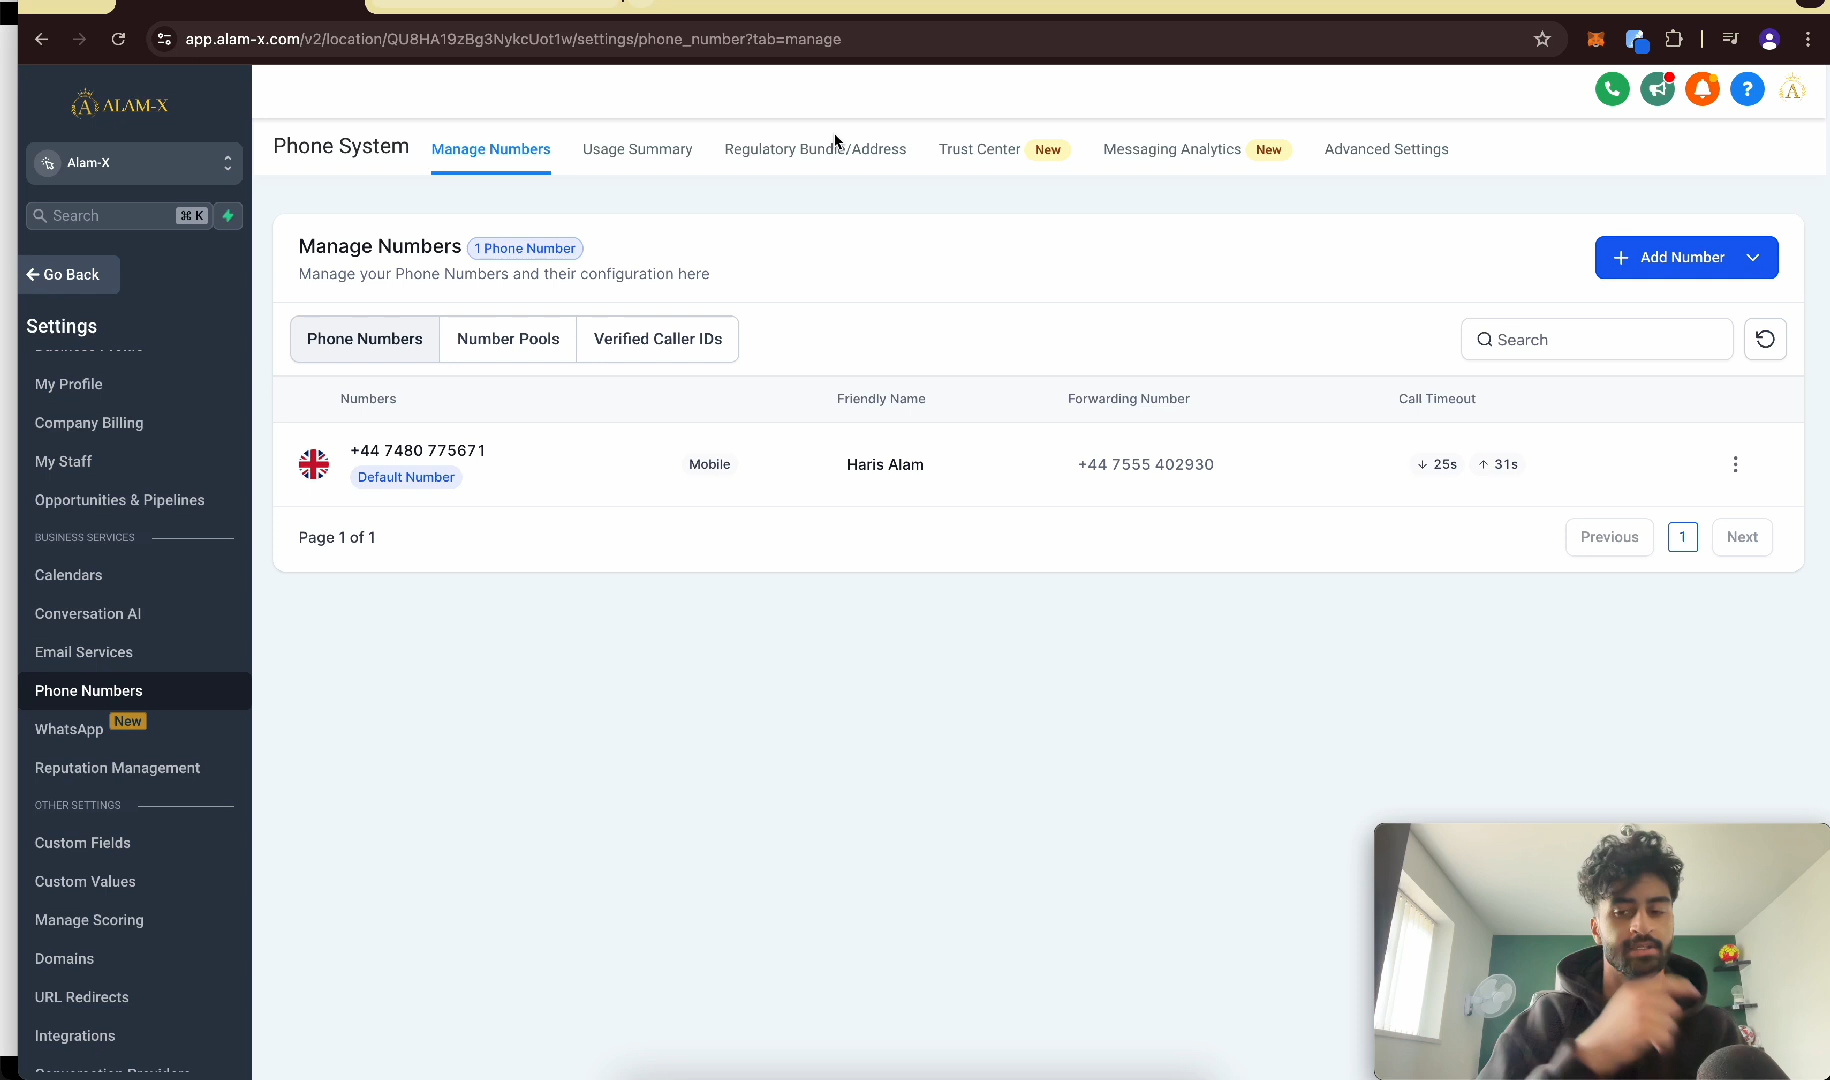 app.alam-x.com/v2/location/QU8HA19zBg3NykcUot1w/settings/phone_number?tab=manage
ALAM-X
Alam-X
Search ⌘ K
Go Back
Settings
My Profile
Company Billing
My Staff
Opportunities & Pipelines
BUSINESS SERVICES
Calendars
Conversation AI
Email Services
Phone Numbers
WhatsApp New
Reputation Management
OTHER SETTINGS
Custom Fields
Custom Values
Manage Scoring
Domains
URL Redirects
Integrations
Phone System Manage Numbers Usage Summary Regulatory Bundle/Address Trust Center New Messaging Analytics New Advanced Settings
Manage Numbers 1 Phone Number
Manage your Phone Numbers and their configuration here
+ Add Number
Phone Numbers Number Pools Verified Caller IDs
Search
Numbers Friendly Name Forwarding Number Call Timeout
+44 7480 775671
Default Number
Mobile Haris Alam +44 7555 402930 ↓ 25s ↑ 31s
Page 1 of 1
Previous 1 Next